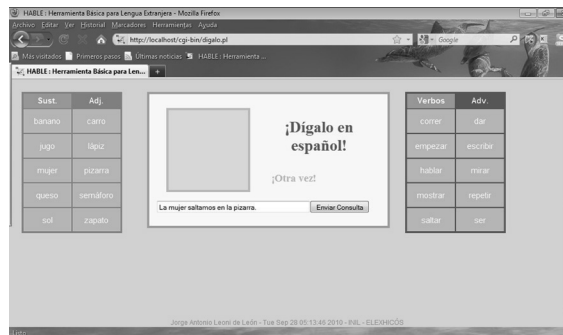 HABLE : Herramienta Básica para Lengua Extranjera - Mozilla Firefox
Archivo Editar Ver Historial Marcadores Herramientas Ayuda
http://localhost/cgi-bin/digalo.pl
Google
Más visitados Primeros pasos Últimas noticias HABLE : Herramienta ...
HABLE : Herramienta Básica para Len...
Sust. Adj.
banano carro
jugo lápiz
mujer pizarra
queso semáforo
sol zapato
¡Dígalo en
español!
¡Otra vez!
La mujer saltamos en la pizarra.
Enviar Consulta
Verbos Adv.
correr dar
empezar escribir
hablar mirar
mostrar repetir
saltar ser
Jorge Antonio Leoni de León - Tue Sep 28 05:13:46 2010 - INIL - ELEXHICÓS
Listo